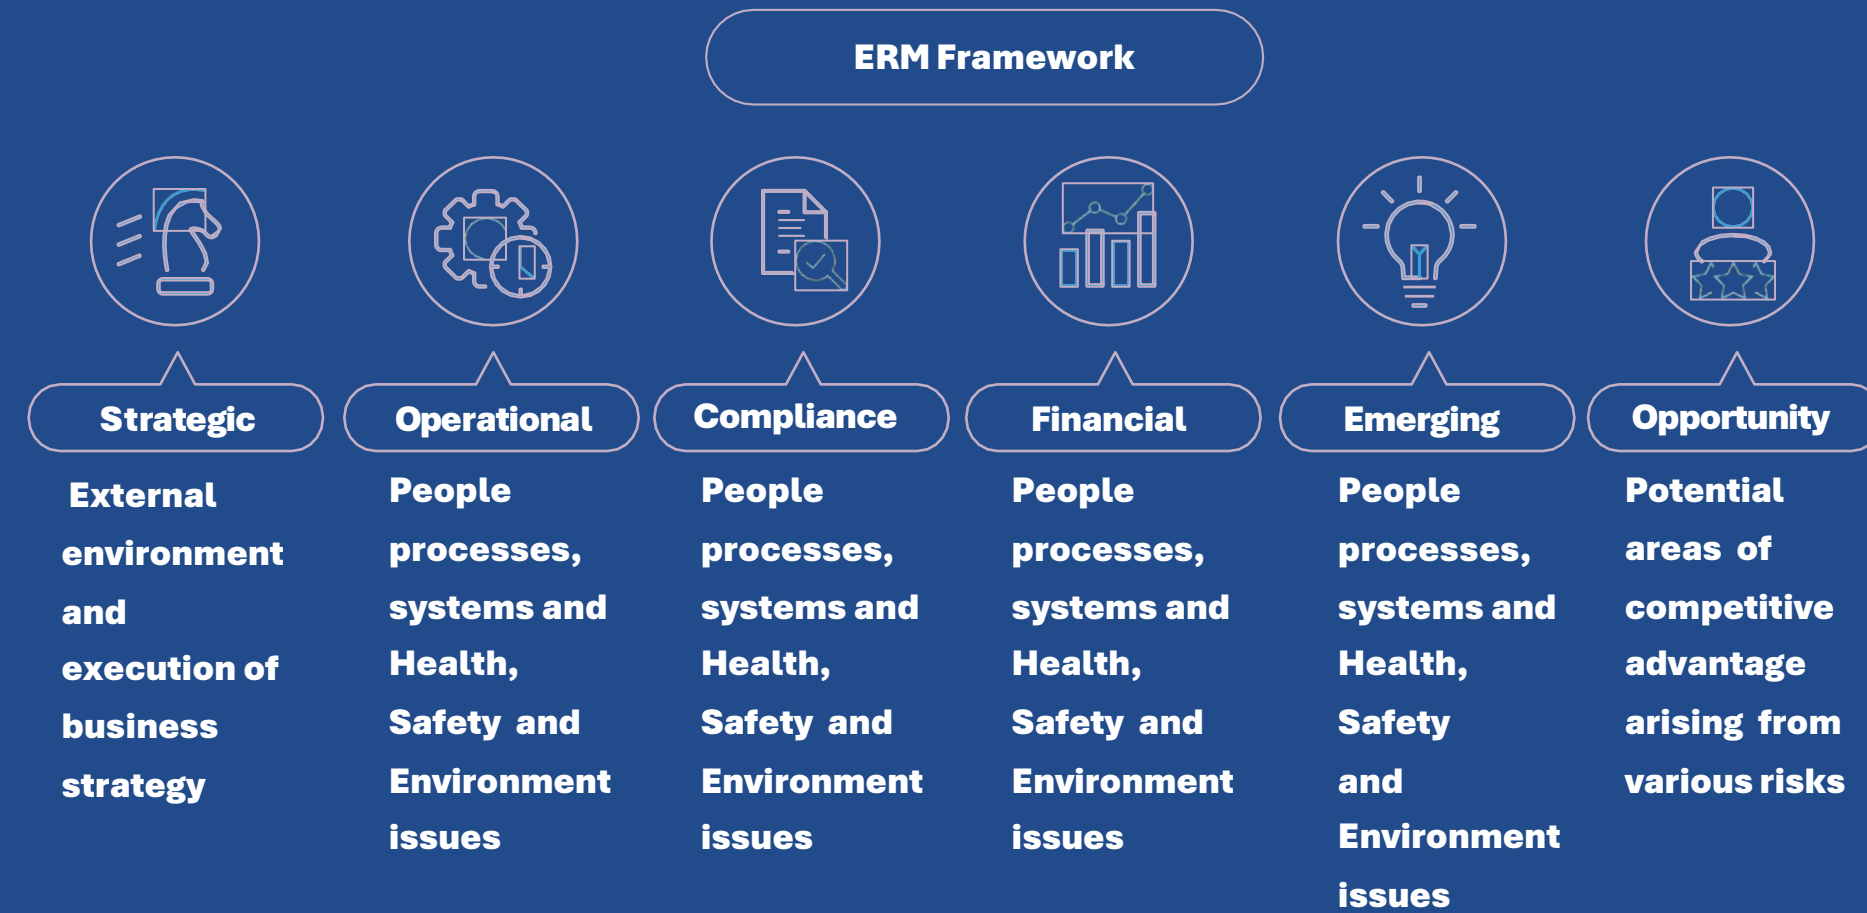 ERM Framework
Strategic
External
environment
and
execution of
business
strategy
Operational
People
processes,
systems and
Health,
Safety and
Environment
issues
Compliance
People
processes,
systems and
Health,
Safety and
Environment
issues
Financial
People
processes,
systems and
Health,
Safety and
Environment
issues
Emerging
People
processes,
systems and
Health,
Safety
and
Environment
issues
Opportunity
Potential
areas of
competitive
advantage
arising from
various risks